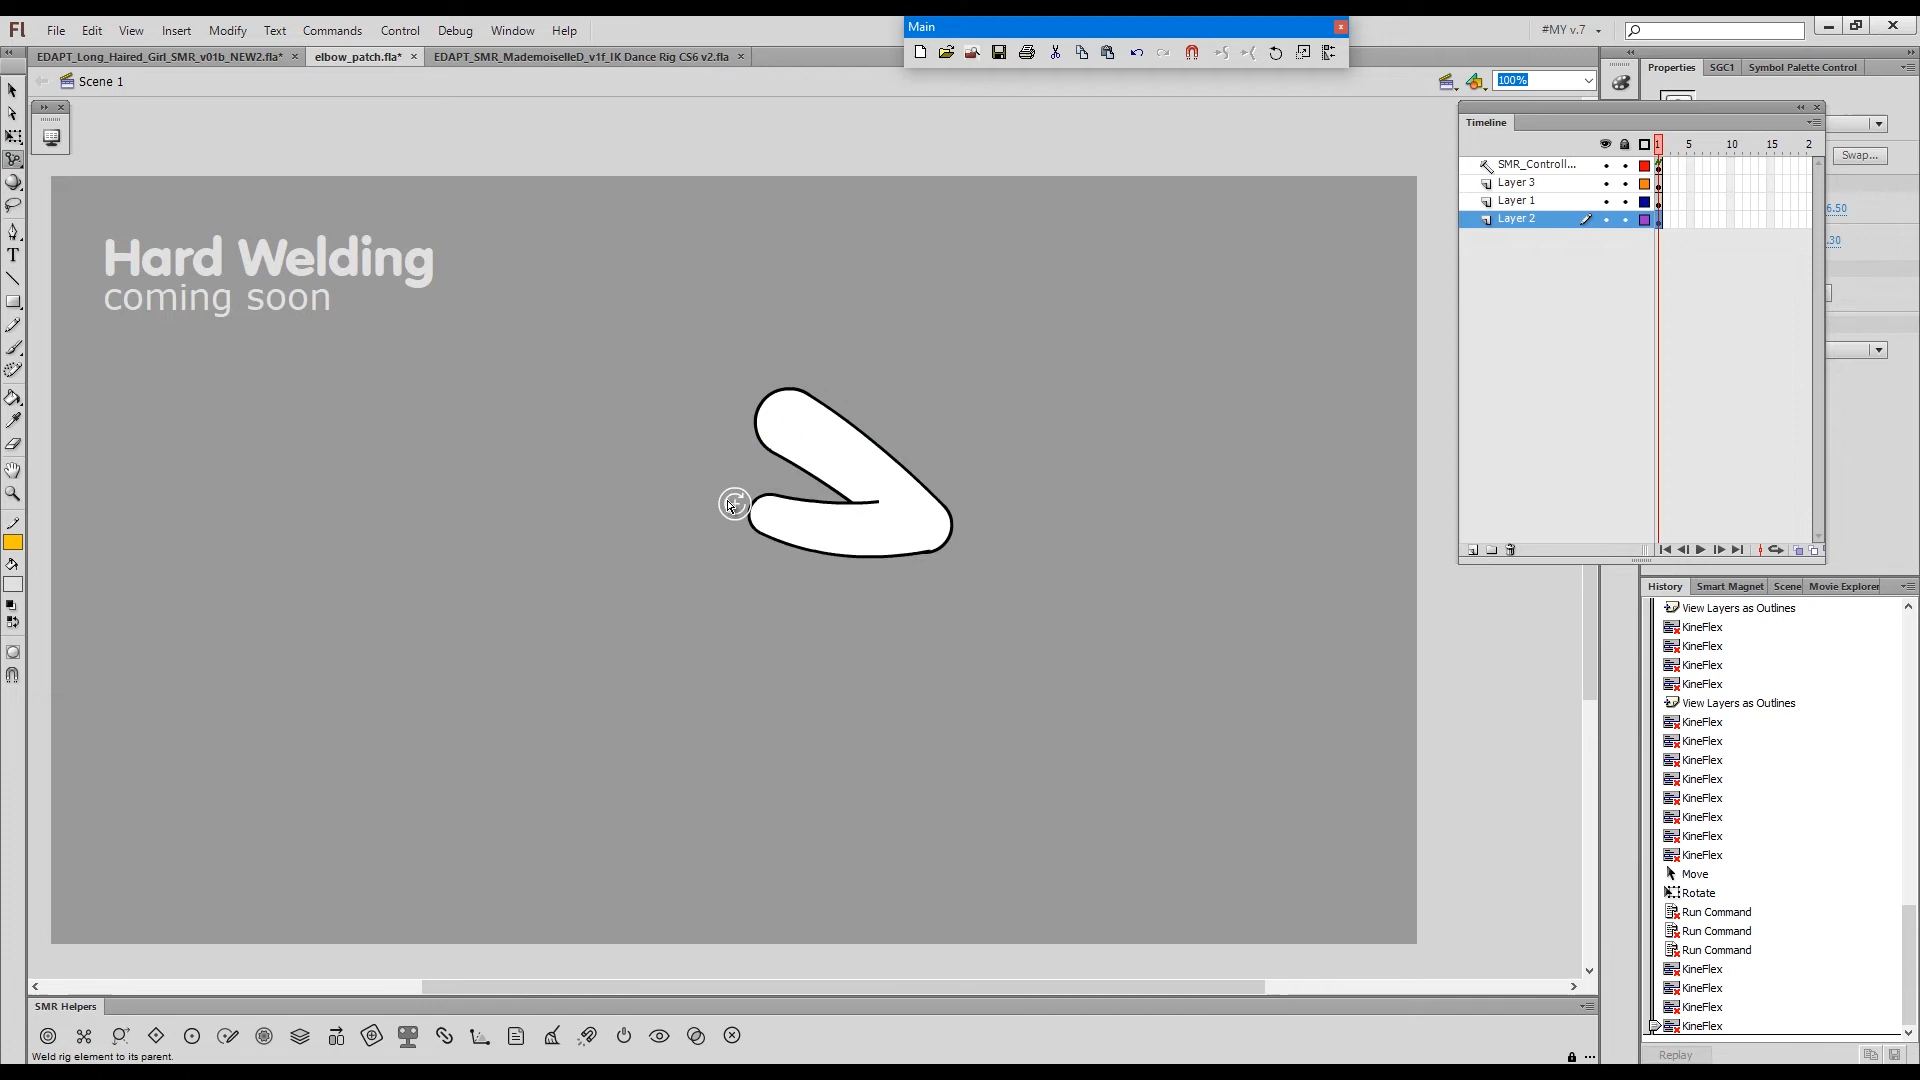 Main
Fl File Edit View Insert Modify Text Commands Control Debug Window Help #MY v.7
EDAPT_Long_Haired_Girl_SMR_v01b_NEW2.fla* elbow_patch.fla* EDAPT_SMR_MademoiselleD_v1f_IK Dance Rig CS6 v2.fla
Properties SGC1 Symbol Palette Control
Scene 1 100%
Timeline
1 5 10 15 2
Swap...
SMR_Controll...
Layer 3
Layer 1
Layer 2
6.50
.30
Hard Welding
coming soon
History Smart Magnet Scene Movie Explorer
View Layers as Outlines
KineFlex
KineFlex
KineFlex
KineFlex
View Layers as Outlines
KineFlex
KineFlex
KineFlex
KineFlex
KineFlex
KineFlex
KineFlex
KineFlex
Move
Rotate
Run Command
Run Command
Run Command
KineFlex
KineFlex
KineFlex
KineFlex
Replay
SMR Helpers
Weld rig element to its parent.